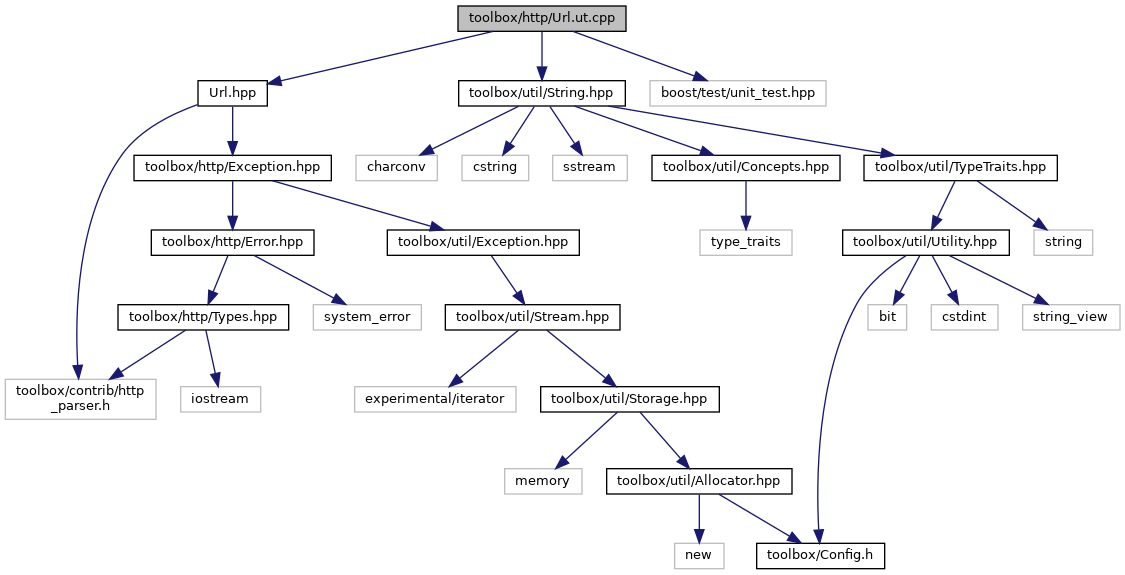 toolbox/http/Url.ut.cpp
Url.hpp
toolbox/util/String.hpp
boost/test/unit_test.hpp
charconv
cstring
sstream
toolbox/util/Concepts.hpp
toolbox/util/TypeTraits.hpp
toolbox/http/Exception.hpp
toolbox/http/Error.hpp
toolbox/util/Exception.hpp
type_traits
toolbox/util/Utility.hpp
string
toolbox/http/Types.hpp
system_error
toolbox/util/Stream.hpp
bit
cstdint
string_view
toolbox/contrib/http
_parser.h
iostream
experimental/iterator
toolbox/util/Storage.hpp
memory
toolbox/util/Allocator.hpp
new
toolbox/Config.h